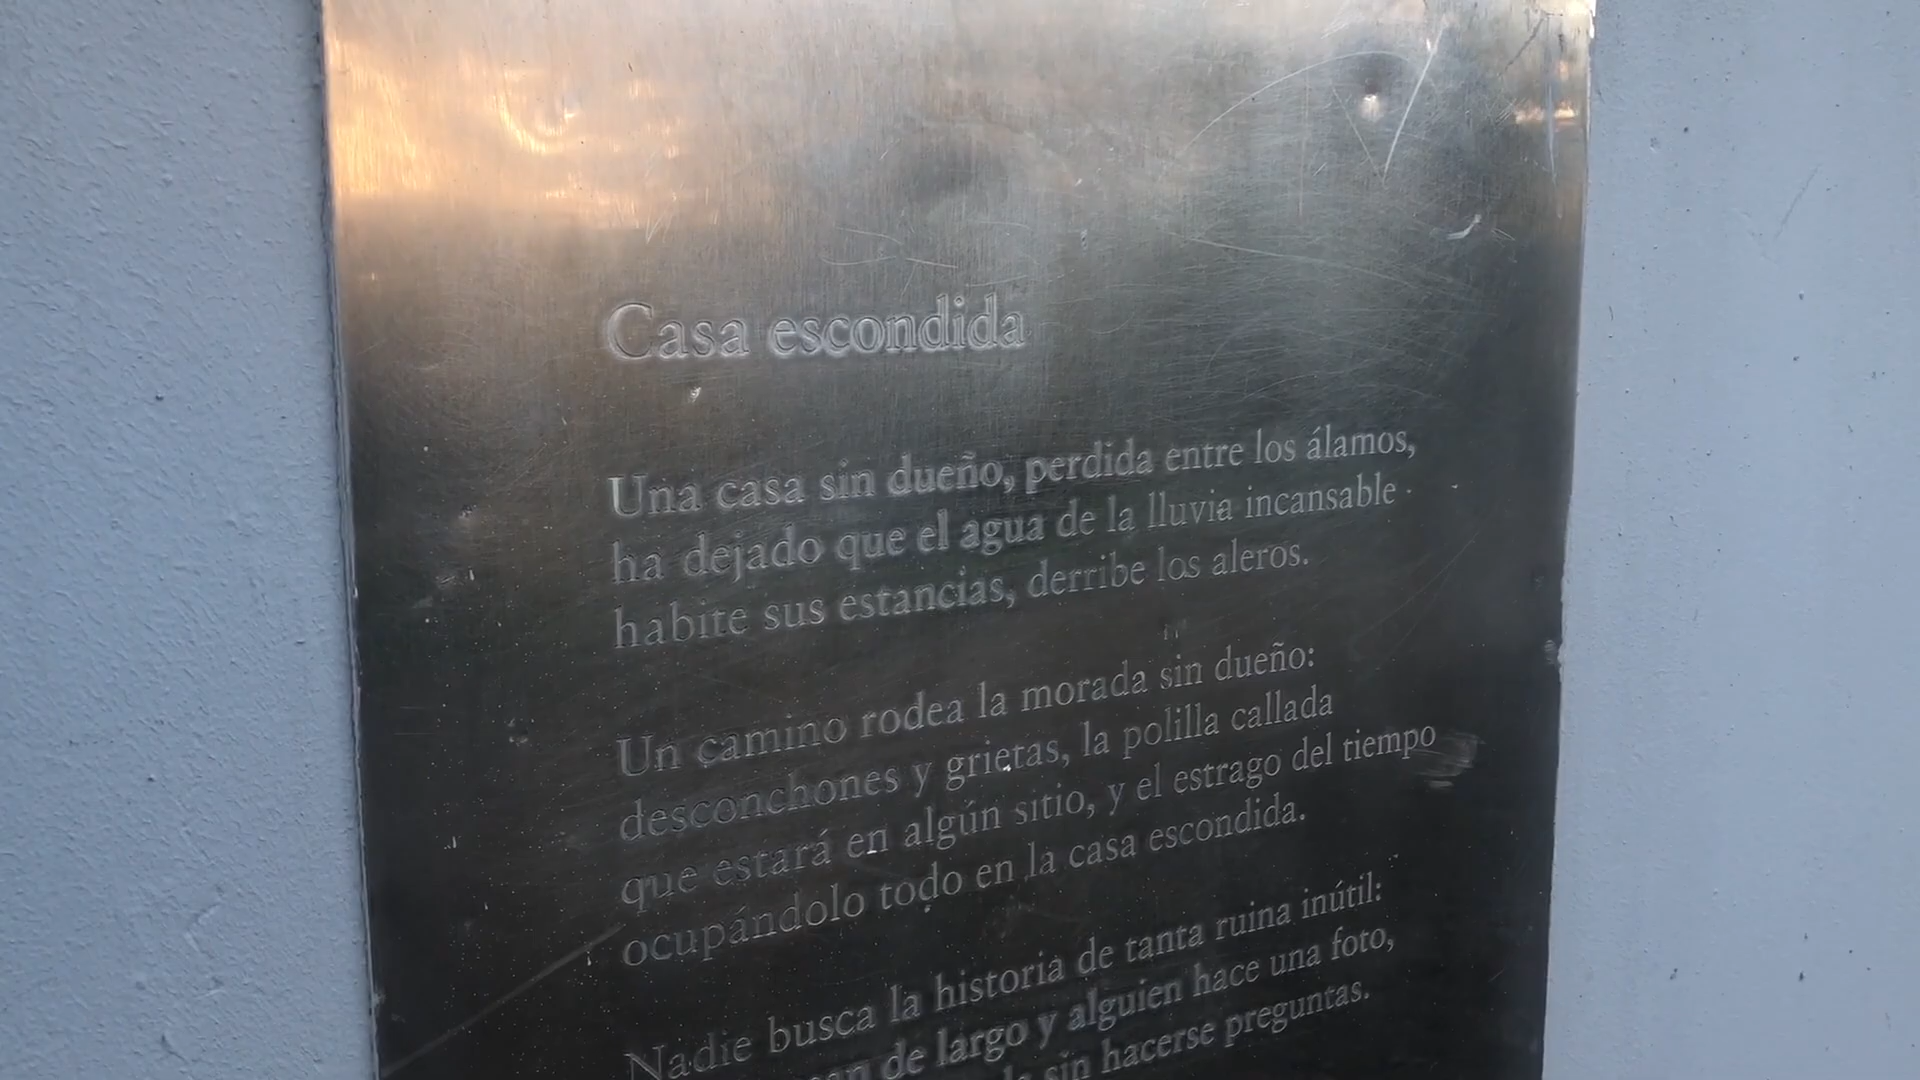 Casa escondida
Una casa sin dueño, perdida entre los álamos,
ha dejado que el agua de la lluvia incansable
habite sus estancias, derribe los aleros.
Un camino rodea la morada sin dueño:
desconchones y grietas, la polilla callada
que estará en algún sitio, y el estrago del tiempo
ocupándolo todo en la casa escondida.
Nadie busca la historia de tanta ruina inútil:
de largo y alguien hace una foto,
sin hacerse preguntas.